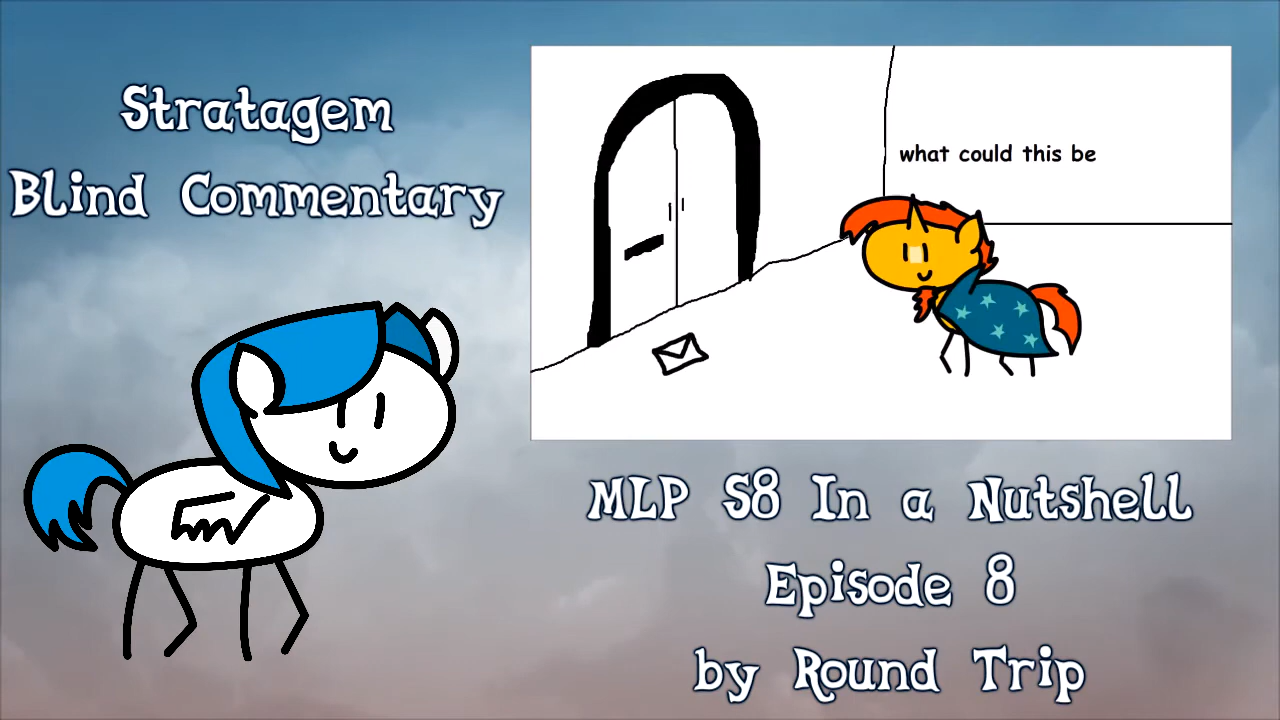 Stratagem
Blind Commentary
what could this be
MLP S8 In a Nutshell
Episode 8
by Round Trip